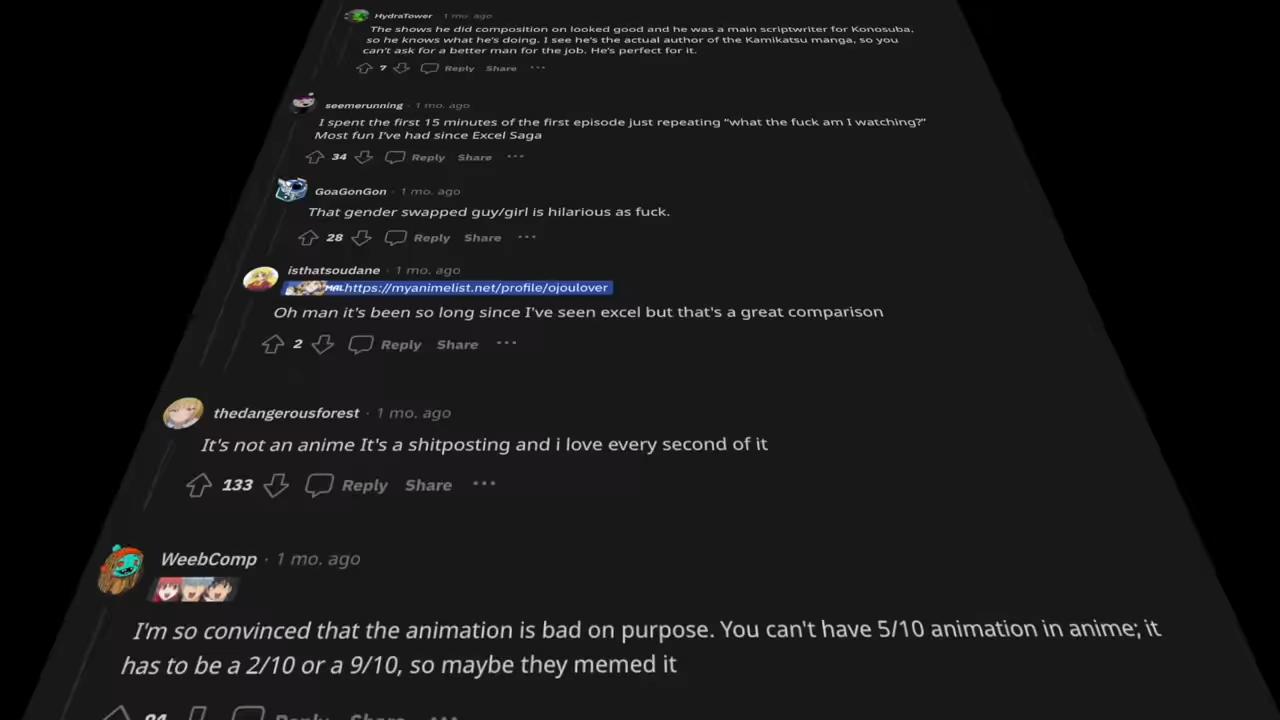 HydraTower · 1 mo. ago
The shows he did composition on looked good and he was a main scriptwriter for Konosuba,
so he knows what he's doing. I see he's the actual author of the Kamikatsu manga, so you
can't ask for a better man for the job. He's perfect for it.
7 Reply Share ···
seemerunning · 1 mo. ago
I spent the first 15 minutes of the first episode just repeating "what the fuck am I watching?"
Most fun I've had since Excel Saga
34 Reply Share ···
GoaGonGon · 1 mo. ago
That gender swapped guy/girl is hilarious as fuck.
28 Reply Share ···
isthatsoudane · 1 mo. ago
MAL https://myanimelist.net/profile/ojoulover
Oh man it's been so long since I've seen excel but that's a great comparison
2 Reply Share ···
thedangerousforest · 1 mo. ago
It's not an anime It's a shitposting and i love every second of it
133 Reply Share ···
WeebComp · 1 mo. ago
I'm so convinced that the animation is bad on purpose. You can't have 5/10 animation in anime; it
has to be a 2/10 or a 9/10, so maybe they memed it
Reply Share ···